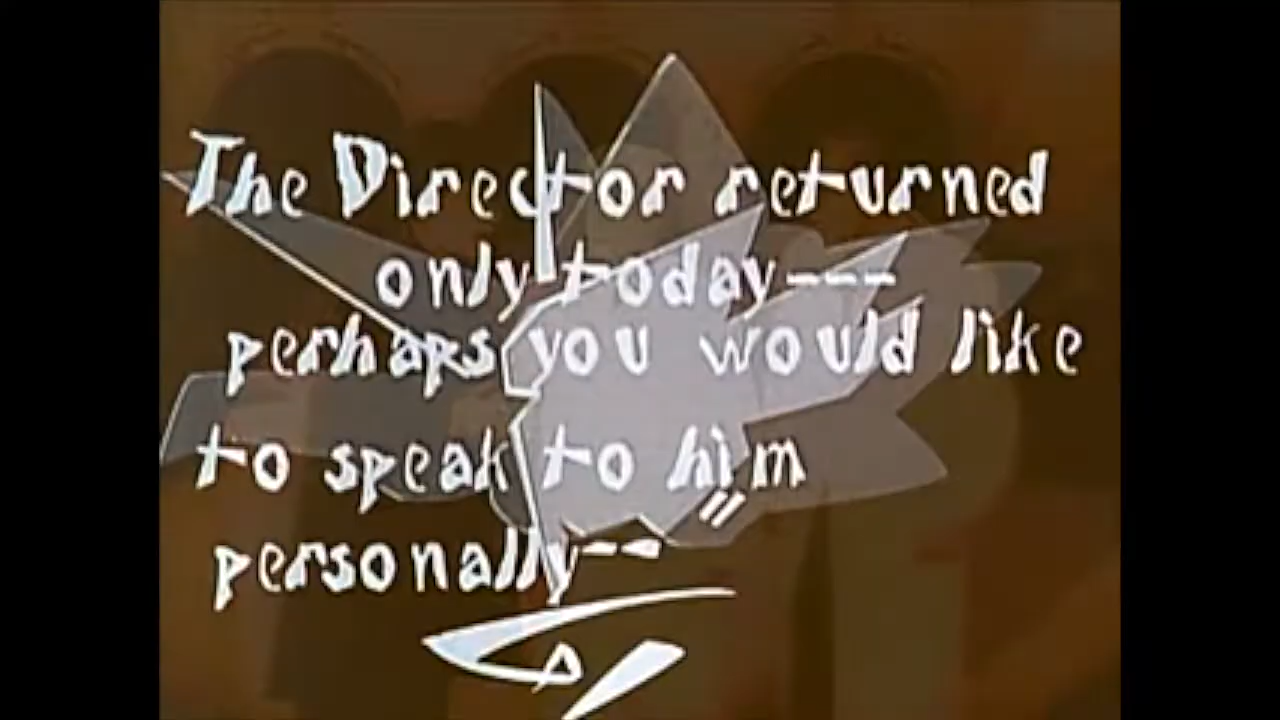 The Director returned
only today---
perhaps you would like
to speak to him
personally--"